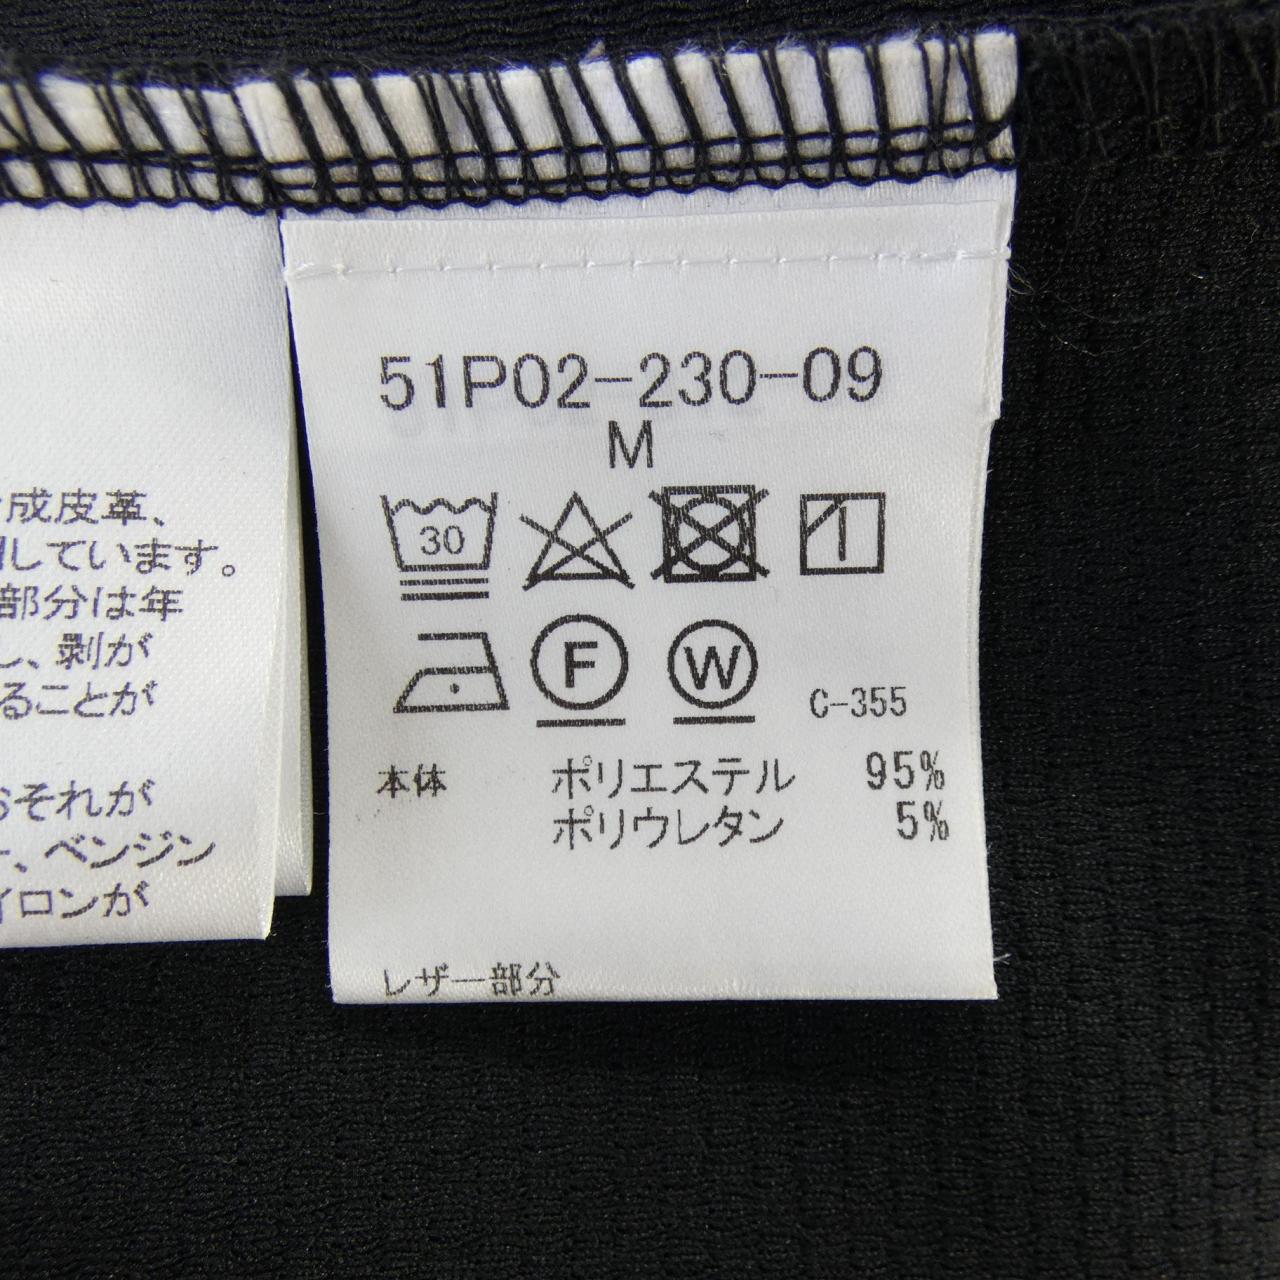 成皮革、
しています。
部分は年
し、剥が
ることが
おそれが
、ベンジン
イロンが
51P02-230-09
M
30
F W C-355
本体 ポリエステル 95%
ポリウレタン 5%
レザー部分